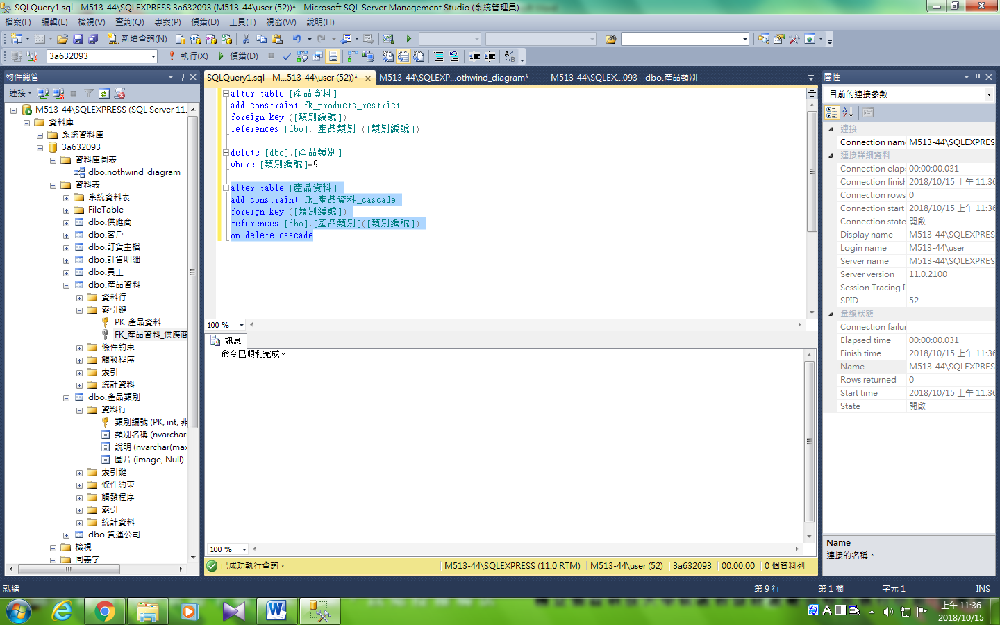 SQLQuery1.sql - M513-44\SQLEXPRESS.3a632093 (M513-44\user (52))* - Microsoft SQL Server Management Studio (系統管理員)
檔案(F) 編輯(E) 檢視(V) 查詢(Q) 專案(P) 偵錯(D) 工具(T) 視窗(W) 說明(H)
新增查詢(N)
3a632093 執行(X) 偵錯(D)
物件總管
連接
M513-44\SQLEXPRESS (SQL Server 11.
資料庫
系統資料庫
3a632093
資料庫圖表
dbo.nothwind_diagram
資料表
系統資料表
FileTable
dbo.供應商
dbo.客戶
dbo.訂貨主檔
dbo.訂貨明細
dbo.員工
dbo.產品資料
資料行
索引鍵
PK_產品資料
FK_產品資料_供應商
條件約束
觸發程序
索引
統計資料
dbo.產品類別
資料行
類別編號 (PK, int, 非
類別名稱 (nvarchar
說明 (nvarchar(max
圖片 (image, Null)
索引鍵
條件約束
觸發程序
索引
統計資料
dbo.貨運公司
檢視
同義字
SQLQuery1.sql - M...513-44\user (52))* M513-44\SQLEXP...othwind_diagram* M513-44\SQLEX...093 - dbo.產品類別
alter table [產品資料]
add constraint fk_products_restrict
foreign key ([類別編號])
references [dbo].[產品類別]([類別編號])
delete [dbo].[產品類別]
where [類別編號]=9
alter table [產品資料]
add constraint fk_產品資料_cascade
foreign key ([類別編號])
references [dbo].[產品類別]([類別編號])
on delete cascade
100 %
訊息
命令已順利完成。
100 %
已成功執行查詢。 M513-44\SQLEXPRESS (11.0 RTM) M513-44\user (52) 3a632093 00:00:00 0 個資料列
屬性
目前的連接參數
連接
Connection name M513-44\SQLEXPRES
連接詳細資料
Connection elap 00:00:00.031
Connection finish 2018/10/15 上午 11:36
Connection rows 0
Connection start 2018/10/15 上午 11:36
Connection state 開啟
Display name M513-44\SQLEXPRES
Login name M513-44\user
Server name M513-44\SQLEXPRES
Server version 11.0.2100
Session Tracing I
SPID 52
彙總狀態
Connection failur
Elapsed time 00:00:00.031
Finish time 2018/10/15 上午 11:36
Name M513-44\SQLEXPRES
Rows returned 0
Start time 2018/10/15 上午 11:36
State 開啟
Name
連接的名稱。
就緒 第 9 行 第 1 欄 字元 1 INS
上午 11:36
2018/10/15